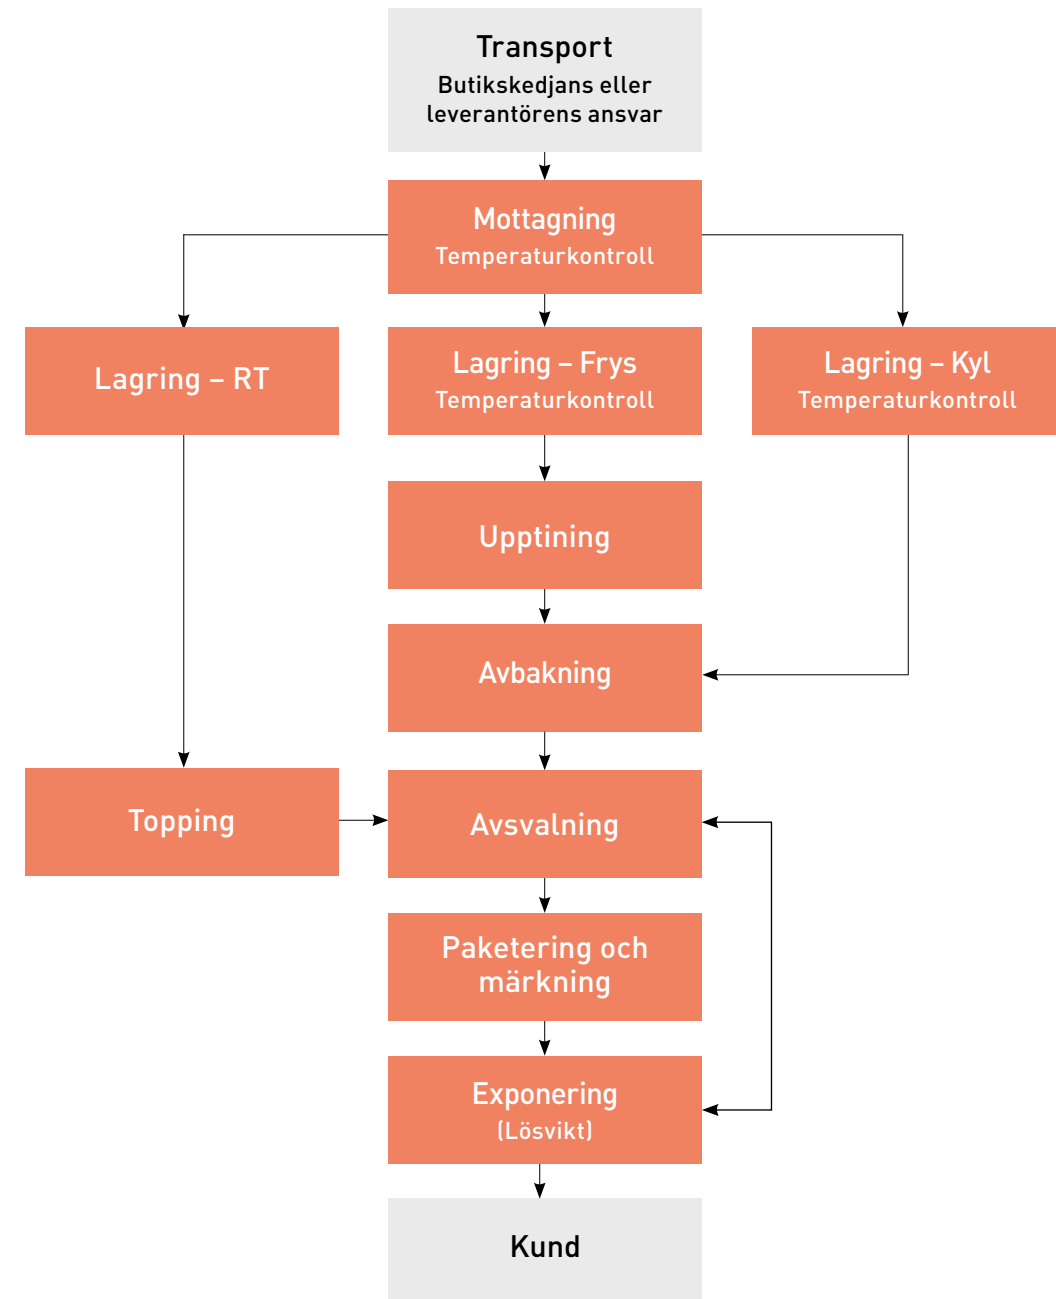 Transport
Butikskedjans eller
leverantörens ansvar
Mottagning
Temperaturkontroll
Lagring – RT
Lagring – Frys
Temperaturkontroll
Lagring – Kyl
Temperaturkontroll
Upptining
Avbakning
Topping
Avsvalning
Paketering och
märkning
Exponering
(Lösvikt)
Kund